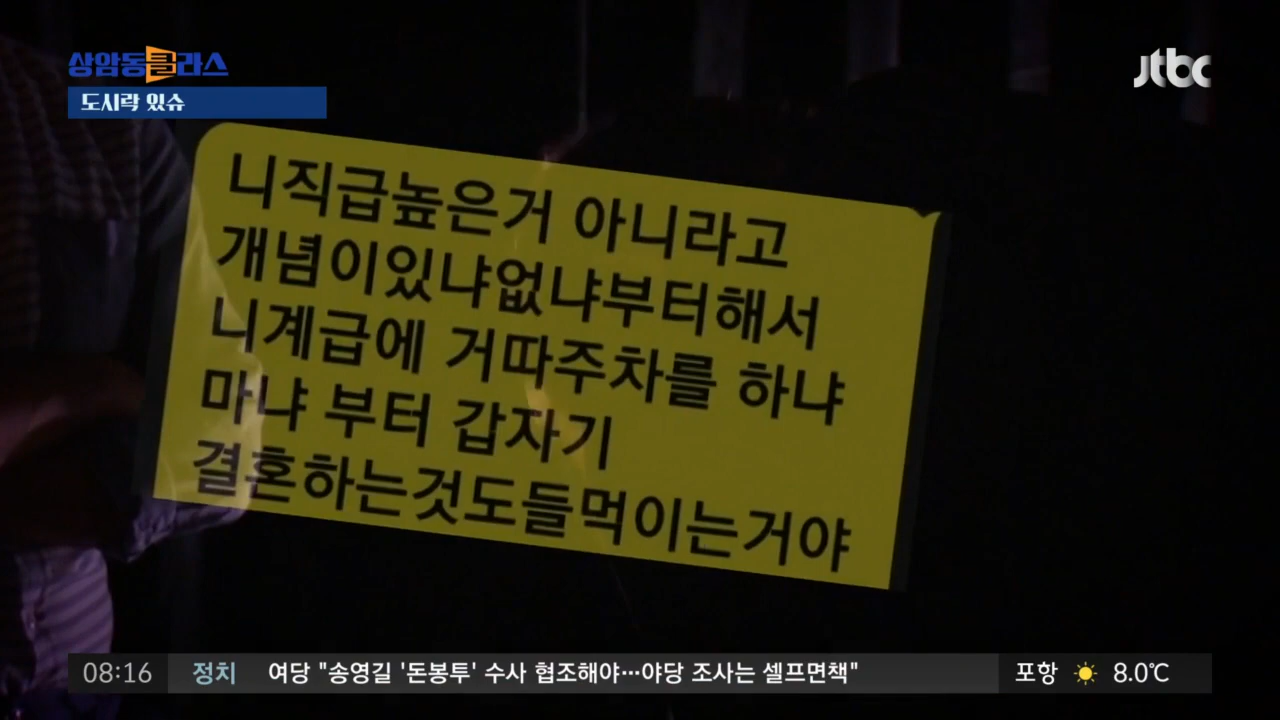 상암동클라스
jtbc
도시락 있슈
니직급높은거 아니라고
개념이있냐없냐부터해서
니계급에 거따주차를 하냐
마냐 부터 갑자기
결혼하는것도들먹이는거야
08:16 정치 여당 "송영길 '돈봉투' 수사 협조해야…야당 조사는 셀프면책" 포항 8.0℃